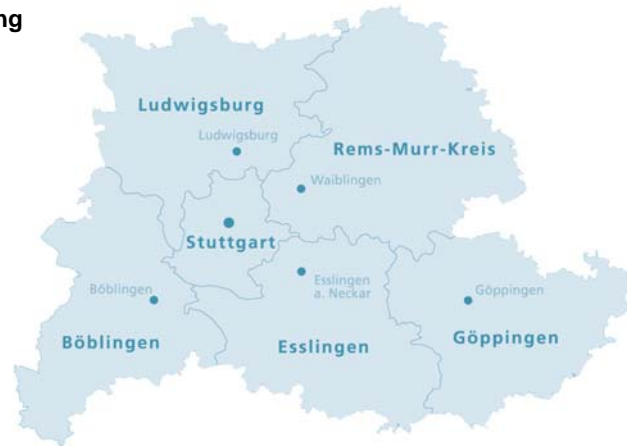 ng
Ludwigsburg
Ludwigsburg
Rems-Murr-Kreis
Waiblingen
Stuttgart
Esslingen
a. Neckar
Böblingen
Göppingen
Böblingen
Esslingen
Göppingen